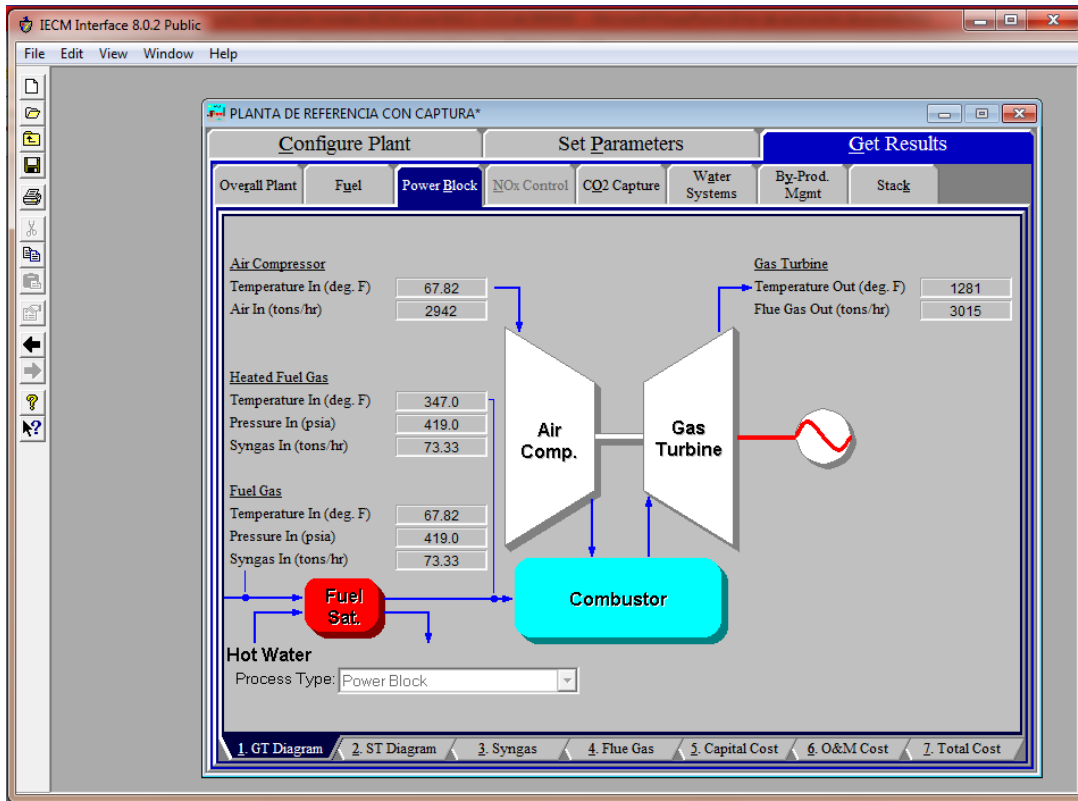 IECM Interface 8.0.2 Public
File Edit View Window Help
PLANTA DE REFERENCIA CON CAPTURA*
Configure Plant Set Parameters Get Results
Overall Plant Fuel Power Block NOx Control CO2 Capture Water Systems By-Prod. Mgmt Stack
Air Compressor
Temperature In (deg. F) 67.82
Air In (tons/hr) 2942
Gas Turbine
Temperature Out (deg. F) 1281
Flue Gas Out (tons/hr) 3015
Heated Fuel Gas
Temperature In (deg. F) 347.0
Pressure In (psia) 419.0
Syngas In (tons/hr) 73.33
Air
Comp.
Gas
Turbine
Fuel Gas
Temperature In (deg. F) 67.82
Pressure In (psia) 419.0
Syngas In (tons/hr) 73.33
Fuel
Sat.
Combustor
Hot Water
Process Type: Power Block
1. GT Diagram 2. ST Diagram 3. Syngas 4. Flue Gas 5. Capital Cost 6. O&M Cost 7. Total Cost